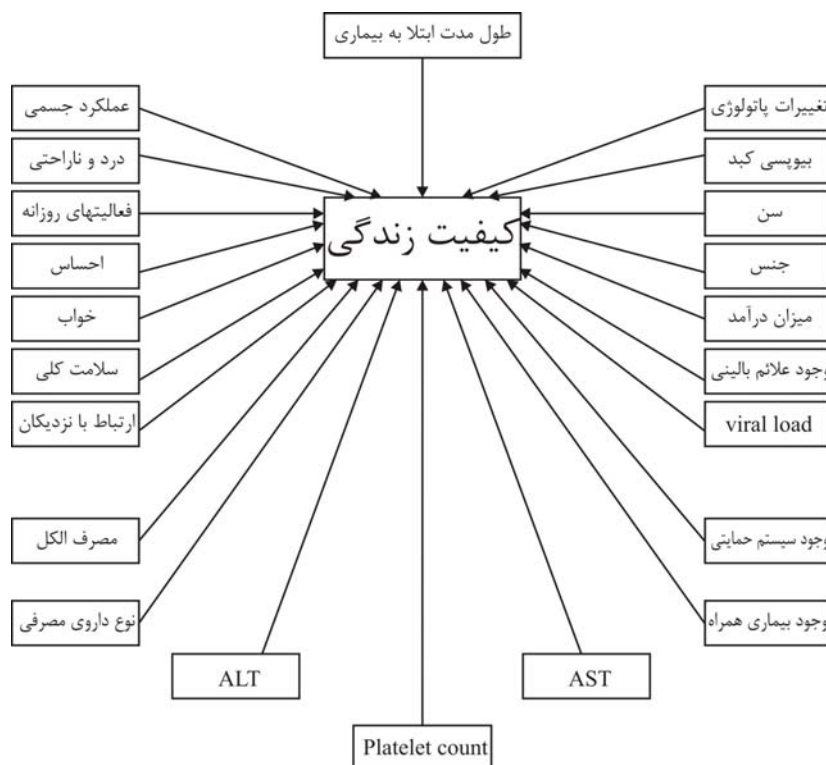 طول مدت ابتلا به بیماری
تغییرات پاتولوژی
عملکرد جسمی
بیوپسی کبد
درد و ناراحتی
سن
فعالیتهای روزانه
کیفیت زندگی
جنس
احساس
میزان درآمد
خواب
وجود علائم بالینی
سلامت کلی
viral load
ارتباط با نزدیکان
وجود سیستم حمایتی
مصرف الکل
وجود بیماری همراه
نوع داروی مصرفی
AST
ALT
Platelet count